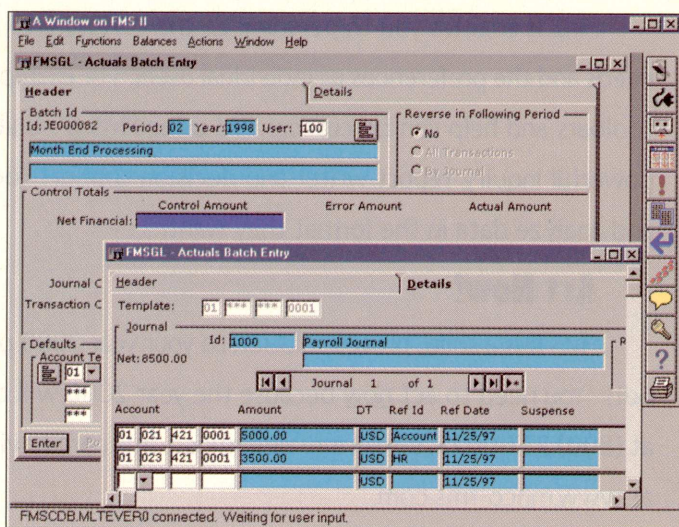 A Window on FMS II
File Edit Functions Balances Actions Window Help
FMSGL - Actuals Batch Entry
Header Details
Batch Id
Id: JE000082 Period: 02 Year: 1998 User: 100
Month End Processing
Reverse in Following Period
No
All Transactions
By Journal
Control Totals
Control Amount Error Amount Actual Amount
Net Financial:
Journal C
Transaction C
Defaults
Account Te
01
***
***
Enter
FMSGL - Actuals Batch Entry
Header Details
Template: 01 *** *** 0001
Journal
Id: 1000 Payroll Journal
R
Net: 8500.00
Journal 1 of 1
Account Amount DT Ref Id Ref Date Suspense
01 021 421 0001 5000.00 USD Account 11/25/97
01 023 421 0001 3500.00 USD HR 11/25/97
USD 11/25/97
FMSCDB.MLTEVER0 connected. Waiting for user input.